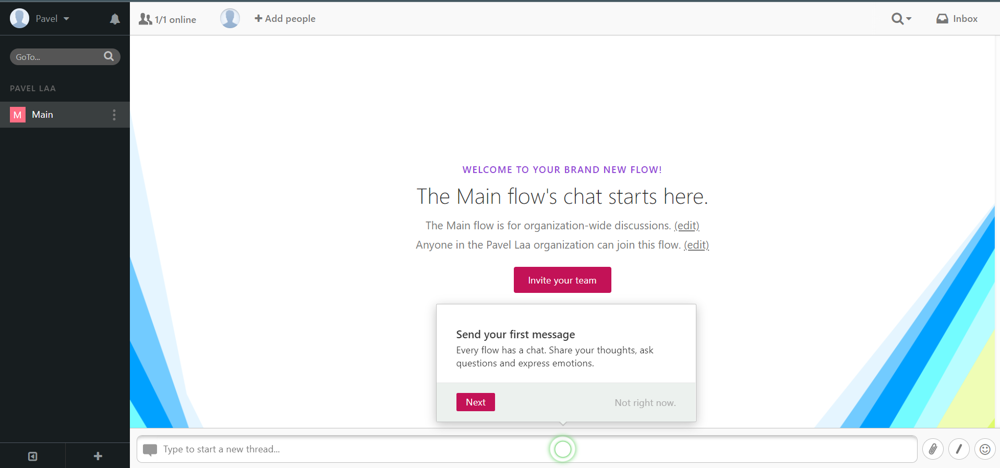 Pavel
1/1 online
Add people
Inbox
GoTo...
PAVEL LAA
M Main
WELCOME TO YOUR BRAND NEW FLOW!
The Main flow's chat starts here.
The Main flow is for organization-wide discussions. (edit)
Anyone in the Pavel Laa organization can join this flow. (edit)
Invite your team
Send your first message
Every flow has a chat. Share your thoughts, ask
questions and express emotions.
Next
Not right now.
Type to start a new thread...